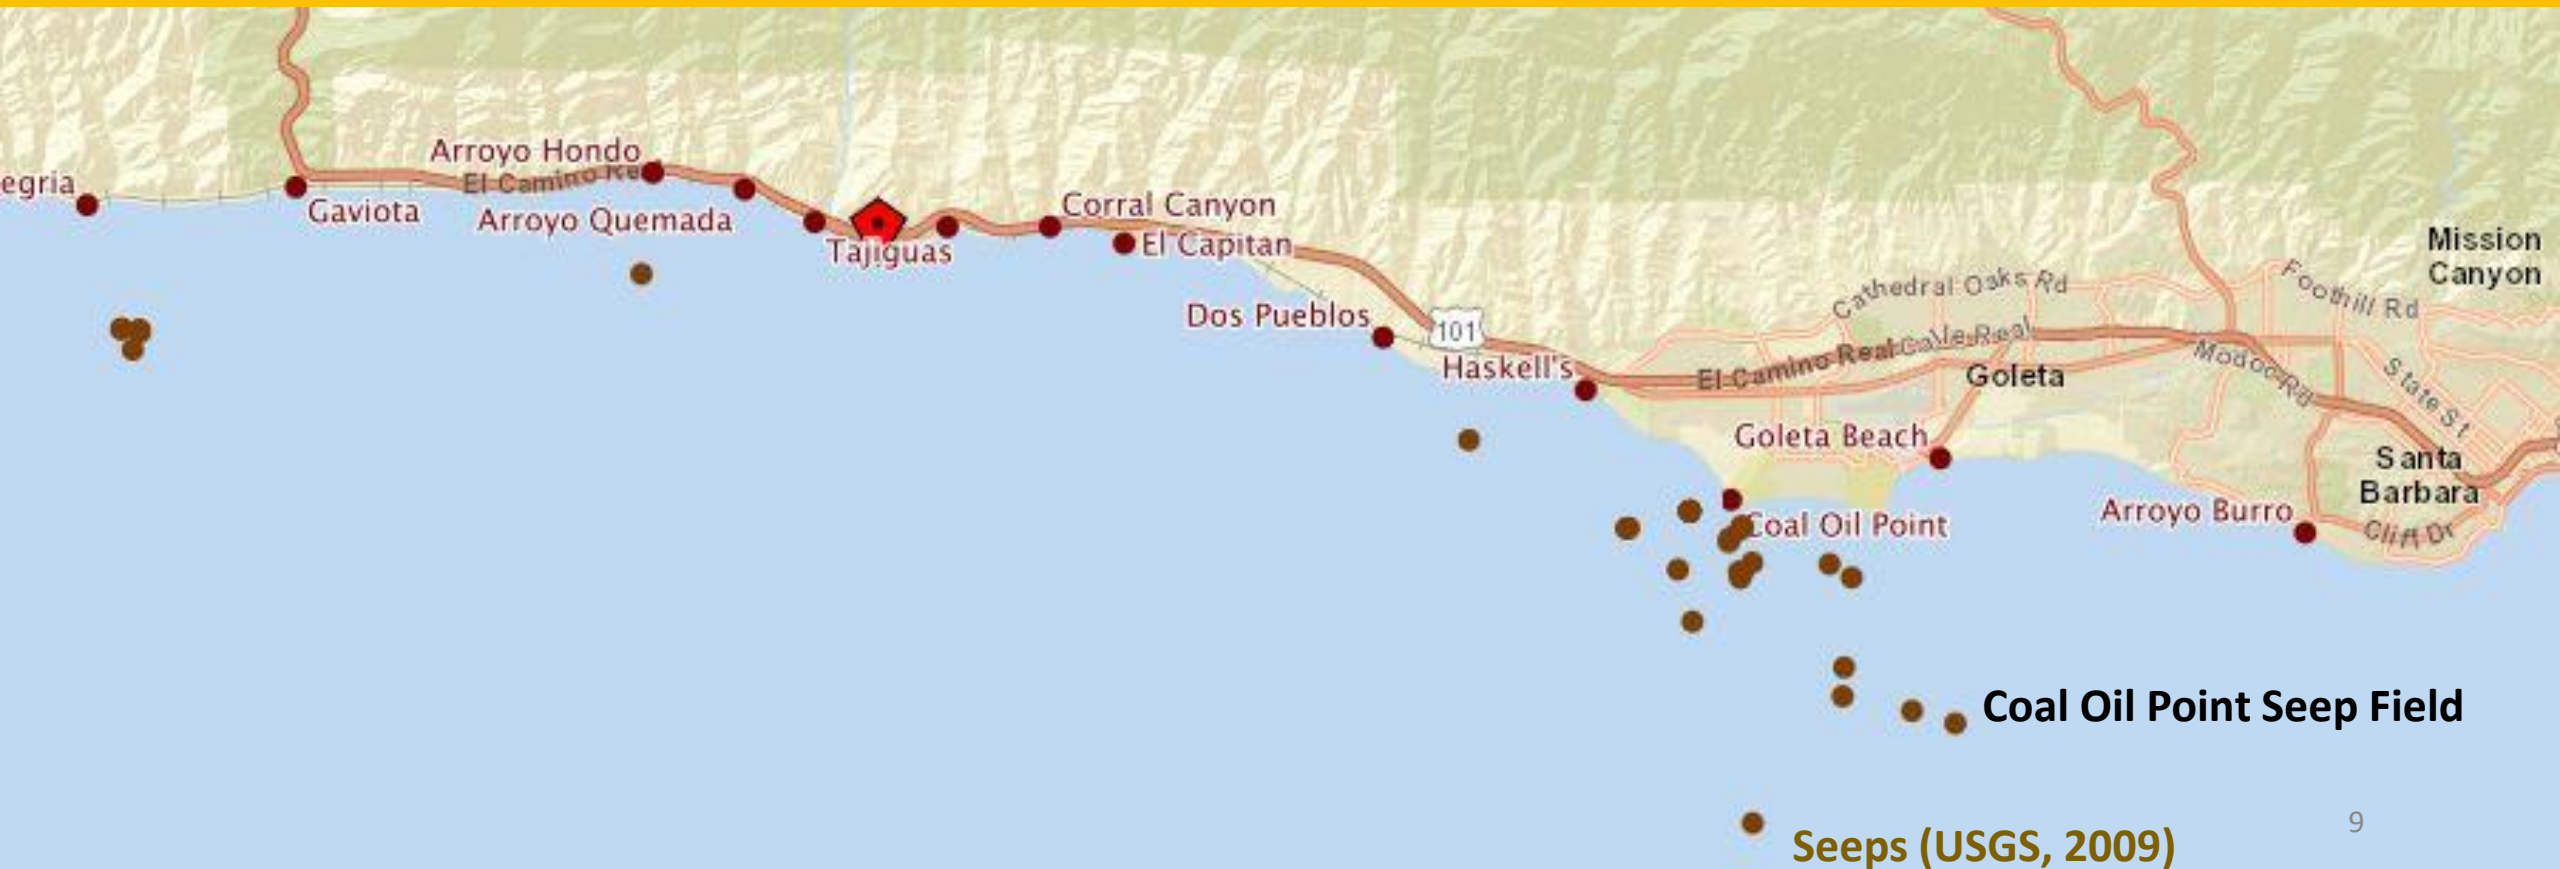 Arroyo Hondo
El Camino Re
egria
Gaviota
Arroyo Quemada
Tajiguas
Corral Canyon
El Capitan
Mission
Canyon
Cathedral Oaks Rd
Foothill Rd
Dos Pueblos
101
Haskell's
El Camino Real
Calle Real
Goleta
Modoc Rd
State St
Goleta Beach
Santa
Barbara
Coal Oil Point
Arroyo Burro
Cliff Dr
Coal Oil Point Seep Field
Seeps (USGS, 2009)
9